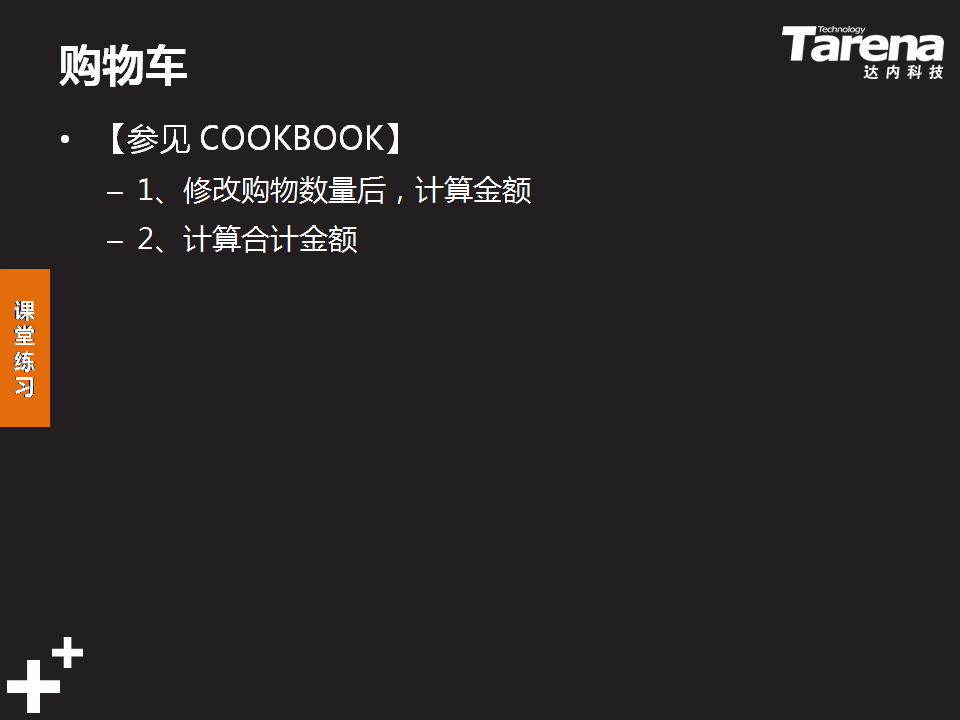 购物车
Technology
Tarena
达内科技
• 【参见 COOKBOOK】
– 1、修改购物数量后，计算金额
– 2、计算合计金额
课
堂
练
习